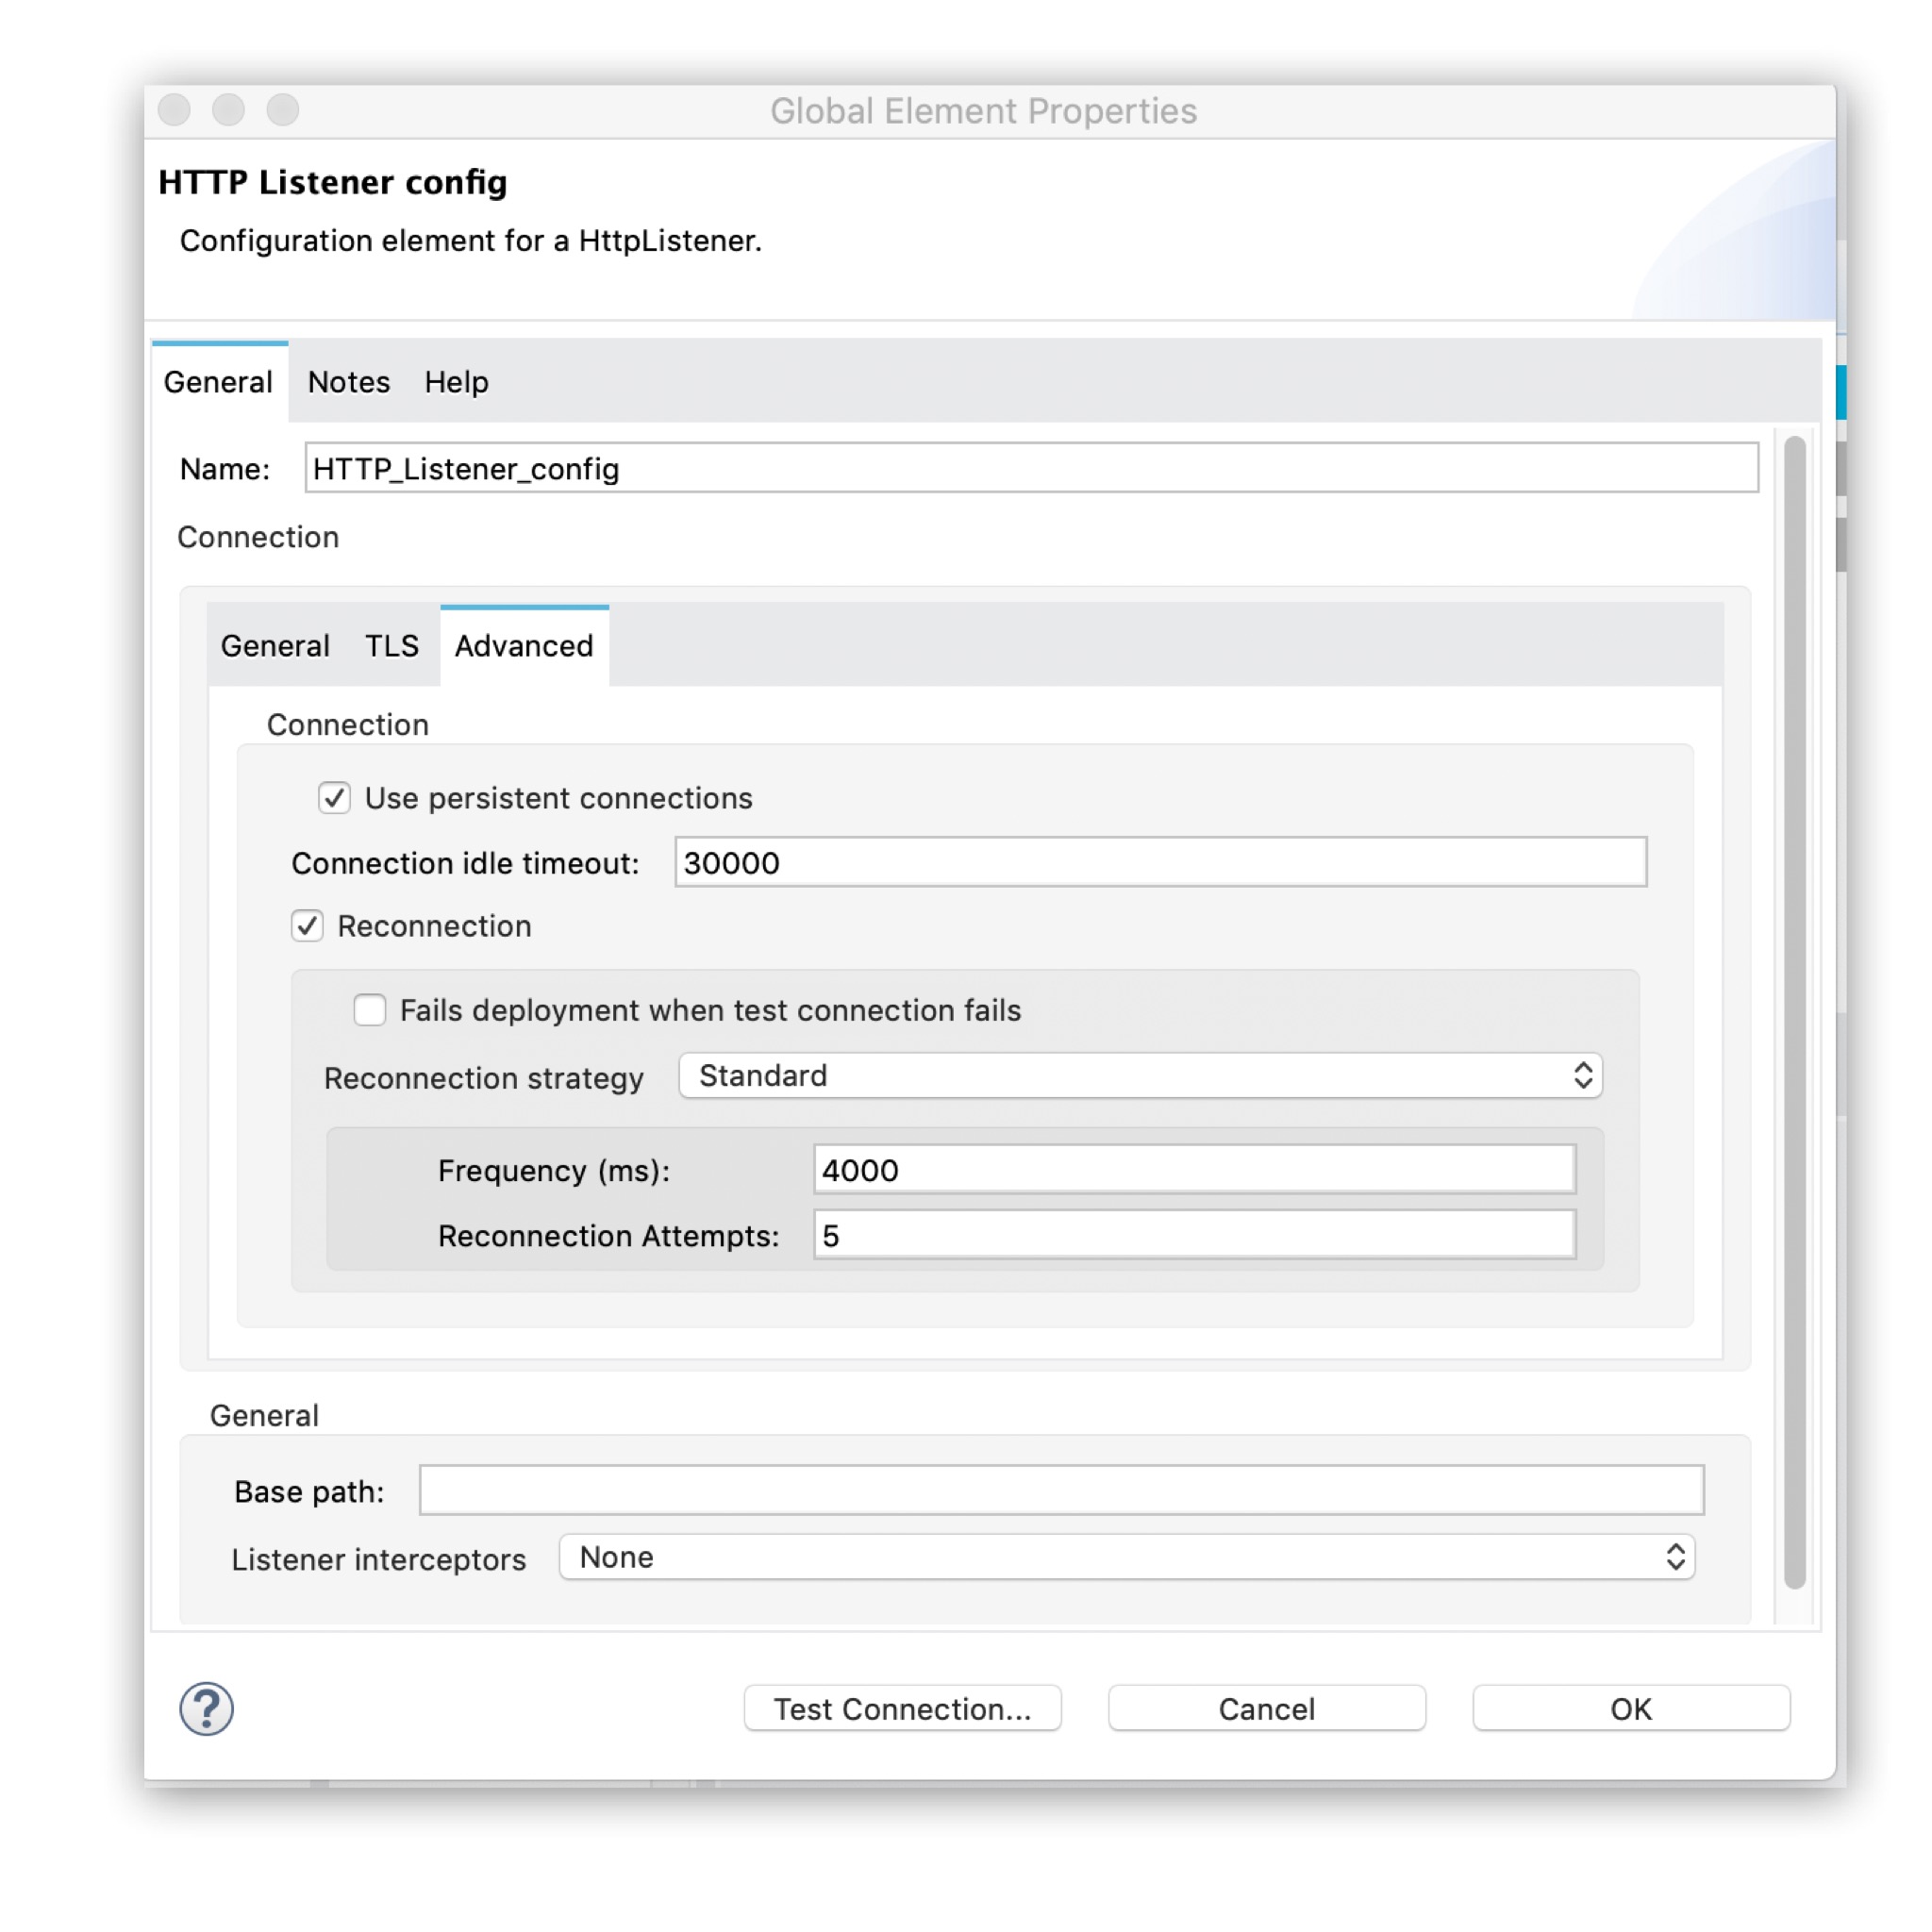 Global Element Properties
HTTP Listener config
Configuration element for a HttpListener.
General Notes Help
Name: HTTP_Listener_config
Connection
General TLS Advanced
Connection
Use persistent connections
Connection idle timeout: 30000
Reconnection
Fails deployment when test connection fails
Reconnection strategy Standard
Frequency (ms): 4000
Reconnection Attempts: 5
General
Base path:
Listener interceptors None
? Test Connection... Cancel OK